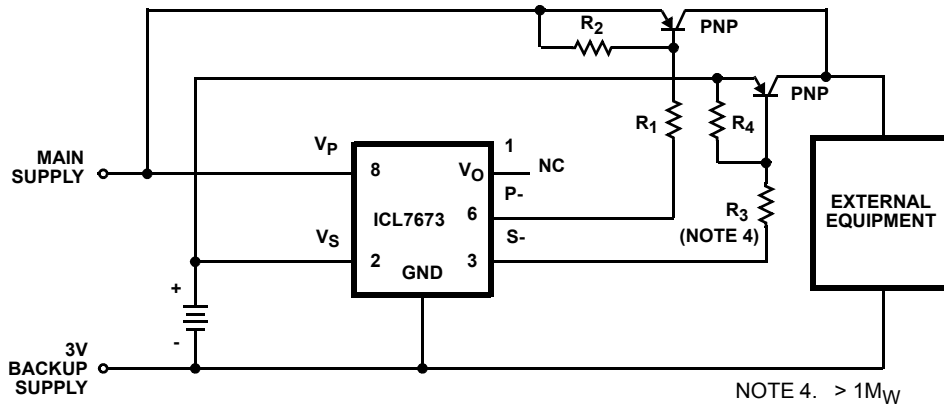 R2
PNP
PNP
R1
R4
MAIN
SUPPLY
VP
8
1
VO
NC
P-
ICL7673
6
R3
(NOTE 4)
EXTERNAL
EQUIPMENT
VS
S-
2
GND
3
+
-
3V
BACKUP
SUPPLY
NOTE 4. > 1MW